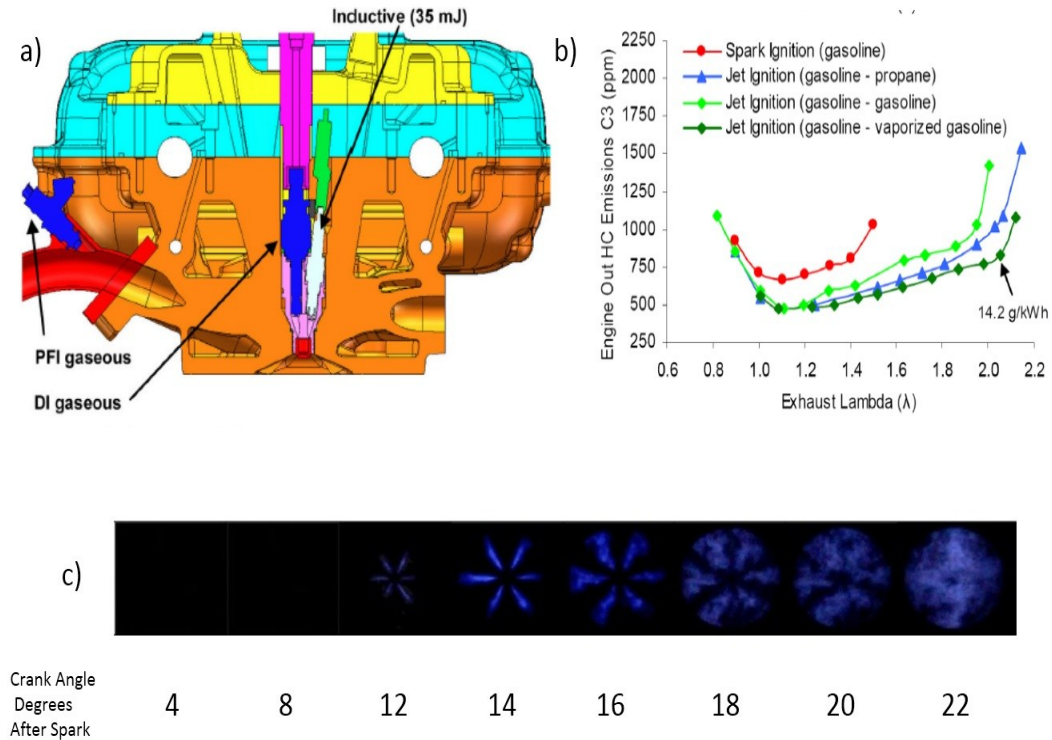 a)
Inductive (35 mJ)
PFI gaseous
DI gaseous
b)
Spark Ignition (gasoline)
Jet Ignition (gasoline - propane)
Jet Ignition (gasoline - gasoline)
Jet Ignition (gasoline - vaporized gasoline)
Engine Out HC Emissions C3 (ppm)
2250
2000
1750
1500
1250
1000
750
500
250
14.2 g/kWh
0.6 0.8 1.0 1.2 1.4 1.6 1.8 2.0 2.2
Exhaust Lambda (λ)
c)
Crank Angle
Degrees
After Spark
4 8 12 14 16 18 20 22